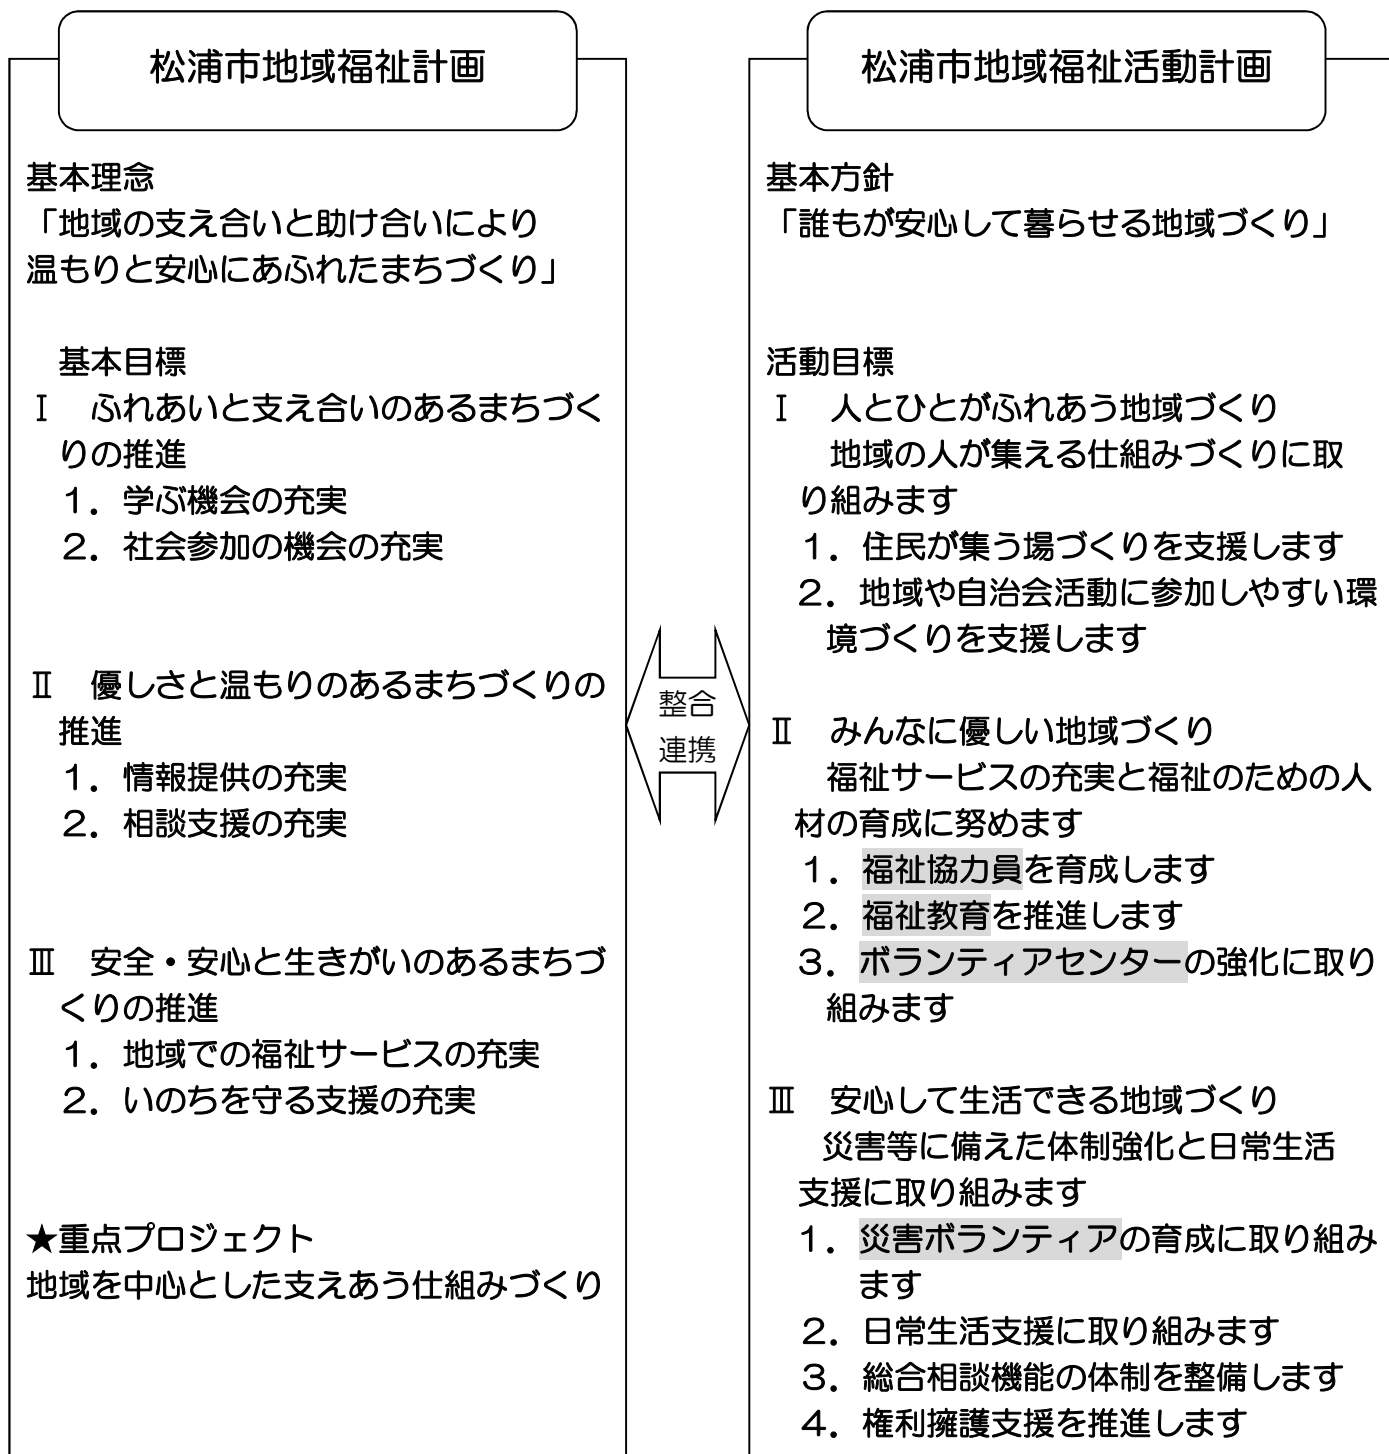 松浦市地域福祉計画
基本理念
「地域の支え合いと助け合いにより
温もりと安心にあふれたまちづくり」
基本目標
Ⅰ　ふれあいと支え合いのあるまちづく
りの推進
１．学ぶ機会の充実
２．社会参加の機会の充実
Ⅱ　優しさと温もりのあるまちづくりの
推進
１．情報提供の充実
２．相談支援の充実
Ⅲ　安全・安心と生きがいのあるまちづ
くりの推進
１．地域での福祉サービスの充実
２．いのちを守る支援の充実
★重点プロジェクト
地域を中心とした支えあう仕組みづくり
整合
連携
松浦市地域福祉活動計画
基本方針
「誰もが安心して暮らせる地域づくり」
活動目標
Ⅰ　人とひとがふれあう地域づくり
地域の人が集える仕組みづくりに取
り組みます
１．住民が集う場づくりを支援します
２．地域や自治会活動に参加しやすい環
境づくりを支援します
Ⅱ　みんなに優しい地域づくり
福祉サービスの充実と福祉のための人
材の育成に努めます
１．福祉協力員を育成します
２．福祉教育を推進します
３．ボランティアセンターの強化に取り
組みます
Ⅲ　安心して生活できる地域づくり
災害等に備えた体制強化と日常生活
支援に取り組みます
１．災害ボランティアの育成に取り組み
ます
２．日常生活支援に取り組みます
３．総合相談機能の体制を整備します
４．権利擁護支援を推進します